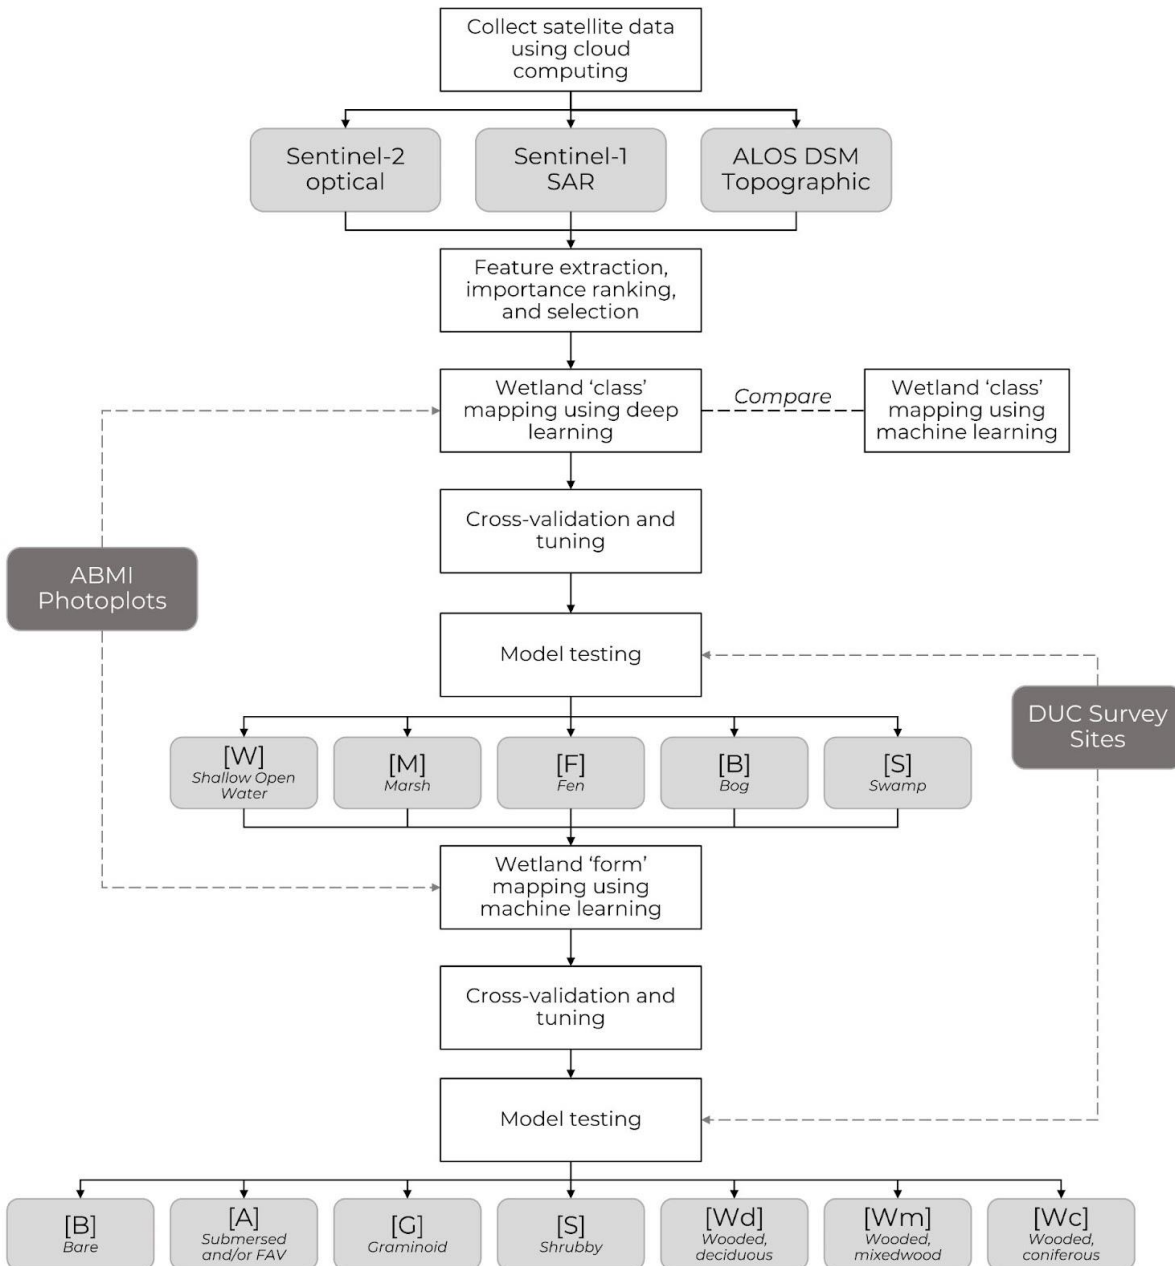 Collect satellite data
using cloud
computing
Sentinel-2
optical
Sentinel-1
SAR
ALOS DSM
Topographic
Feature extraction,
importance ranking,
and selection
Wetland ‘class’
mapping using deep
learning
Compare
Wetland ‘class’
mapping using
machine learning
Cross-validation and
tuning
ABMI
Photoplots
Model testing
DUC Survey
Sites
[W]
Shallow Open
Water
[M]
Marsh
[F]
Fen
[B]
Bog
[S]
Swamp
Wetland ‘form’
mapping using
machine learning
Cross-validation and
tuning
Model testing
[B]
Bare
[A]
Submersed
and/or FAV
[G]
Graminoid
[S]
Shrubby
[Wd]
Wooded,
deciduous
[Wm]
Wooded,
mixedwood
[Wc]
Wooded,
coniferous